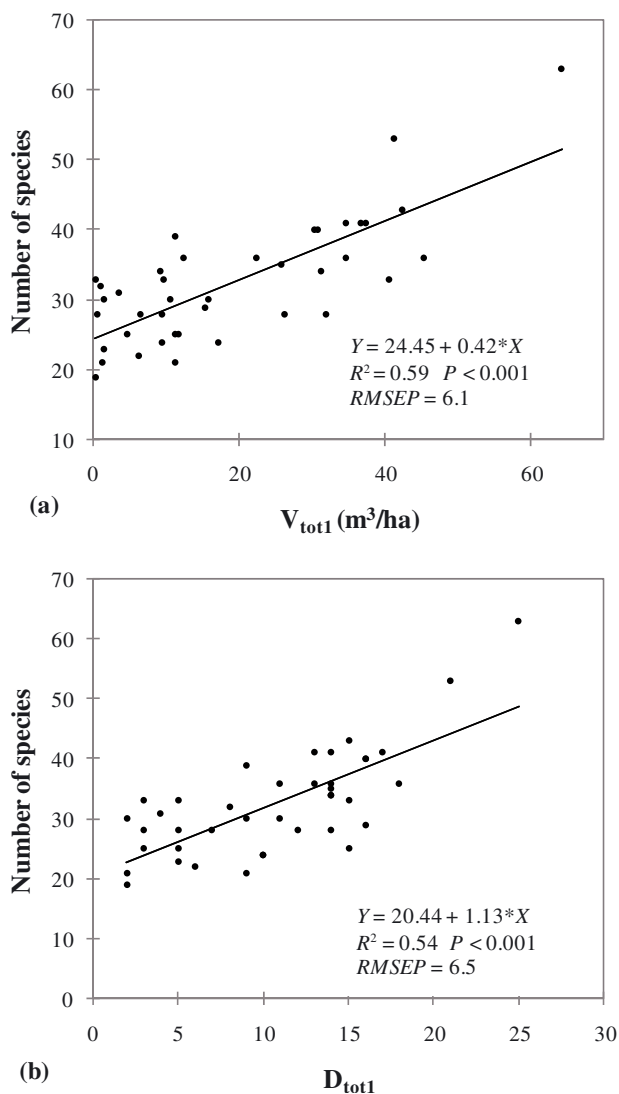 70
60
50
40
30
20
10
Number of species
Y = 24.45 + 0.42*X
R² = 0.59 P < 0.001
RMSEP = 6.1
0 20 40 60
(a)
V_tot1 (m³/ha)
70
60
50
40
30
20
10
0
Number of species
Y = 20.44 + 1.13*X
R² = 0.54 P < 0.001
RMSEP = 6.5
0 5 10 15 20 25 30
(b)
D_tot1